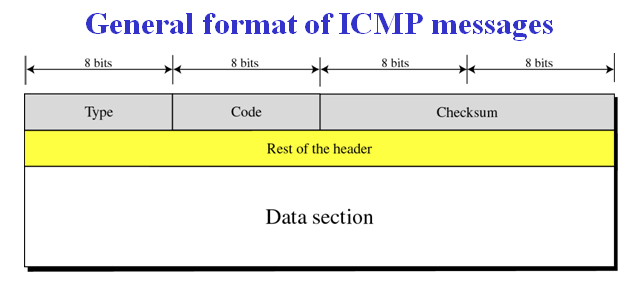 General format of ICMP messages
8 bits 8 bits 8 bits 8 bits
Type Code Checksum
Rest of the header
Data section